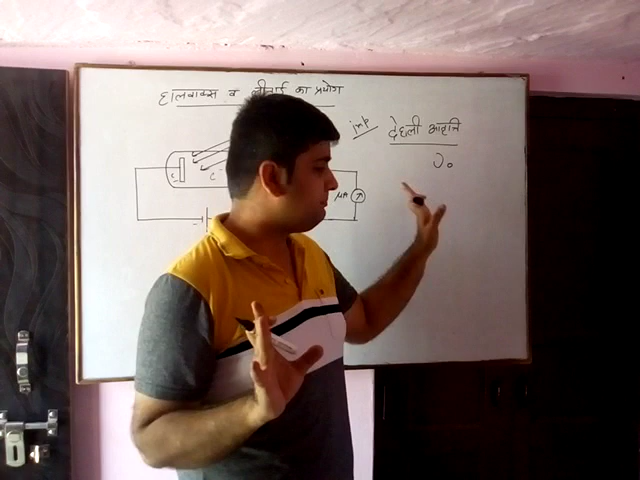 हालवाक्स व लीनार्ड का प्रयोग
imp
देहली आवृत्ति
ν₀
C
C
μA